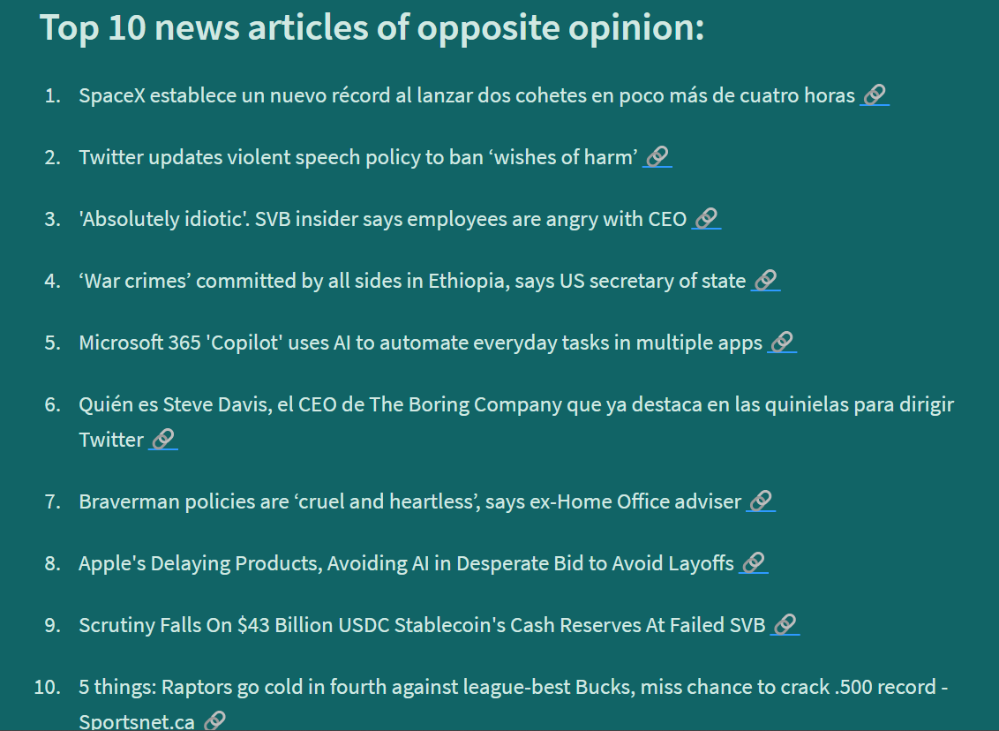 Top 10 news articles of opposite opinion:
1. SpaceX establece un nuevo récord al lanzar dos cohetes en poco más de cuatro horas
2. Twitter updates violent speech policy to ban ‘wishes of harm’
3. 'Absolutely idiotic'. SVB insider says employees are angry with CEO
4. ‘War crimes’ committed by all sides in Ethiopia, says US secretary of state
5. Microsoft 365 'Copilot' uses AI to automate everyday tasks in multiple apps
6. Quién es Steve Davis, el CEO de The Boring Company que ya destaca en las quinielas para dirigir
Twitter
7. Braverman policies are ‘cruel and heartless’, says ex-Home Office adviser
8. Apple's Delaying Products, Avoiding AI in Desperate Bid to Avoid Layoffs
9. Scrutiny Falls On $43 Billion USDC Stablecoin's Cash Reserves At Failed SVB
10. 5 things: Raptors go cold in fourth against league-best Bucks, miss chance to crack .500 record -
Sportsnet.ca